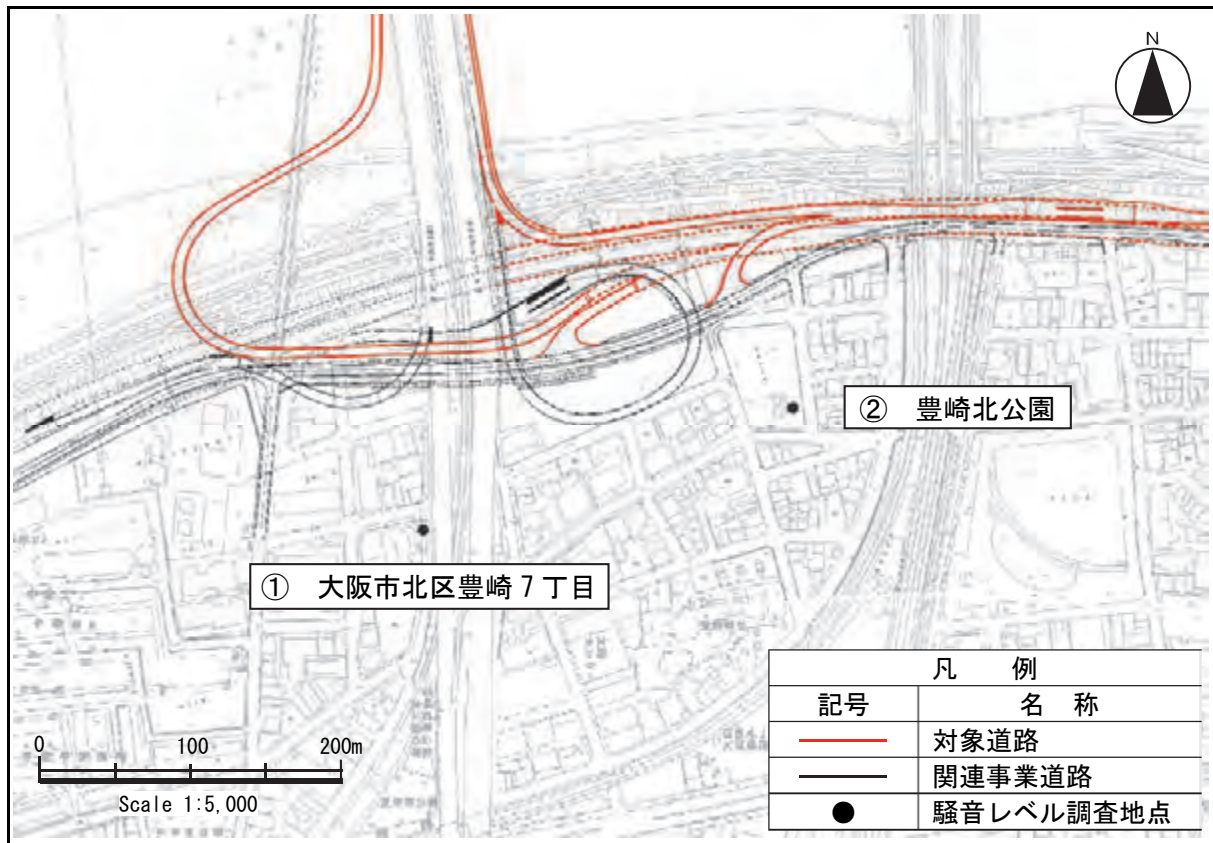 N
② 豊崎北公園
① 大阪市北区豊崎7丁目
0 100 200m
Scale 1:5,000
凡 例
記号 名 称
対象道路
関連事業道路
● 騒音レベル調査地点